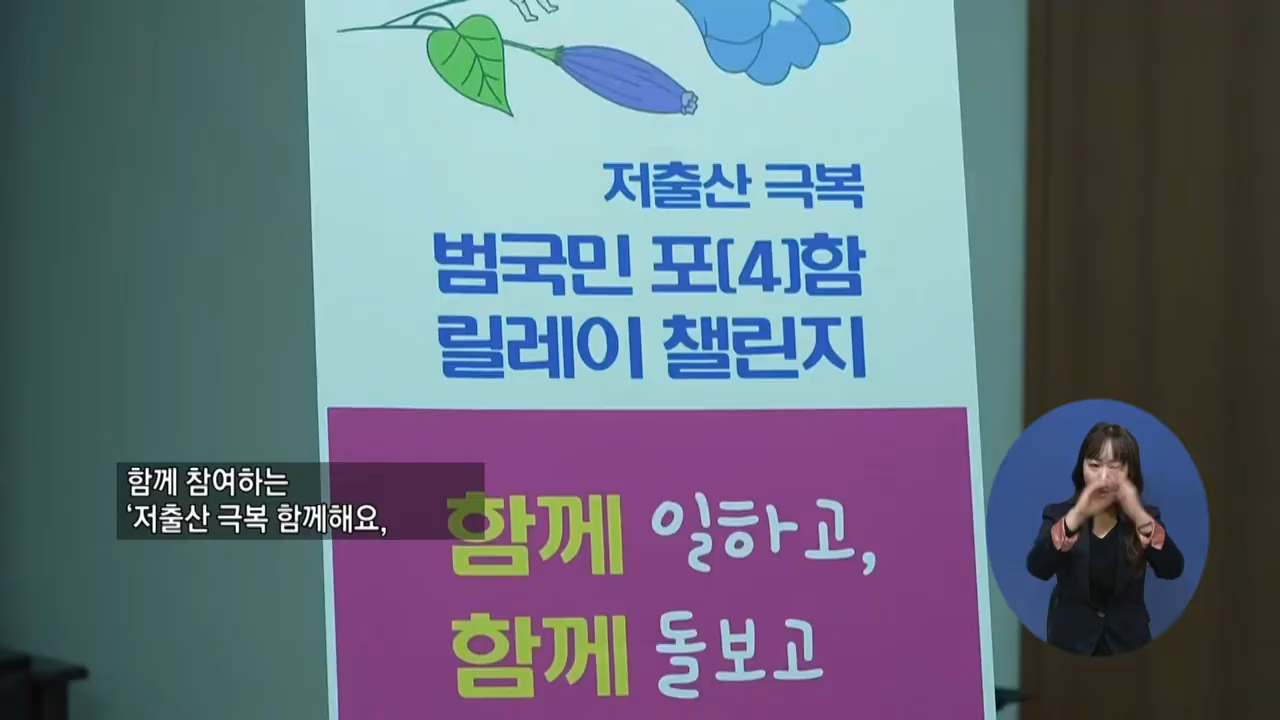 저출산 극복
범국민 포(4)함
릴레이 챌린지
함께 참여하는
‘저출산 극복 함께해요,
함께 일하고,
함께 돌보고